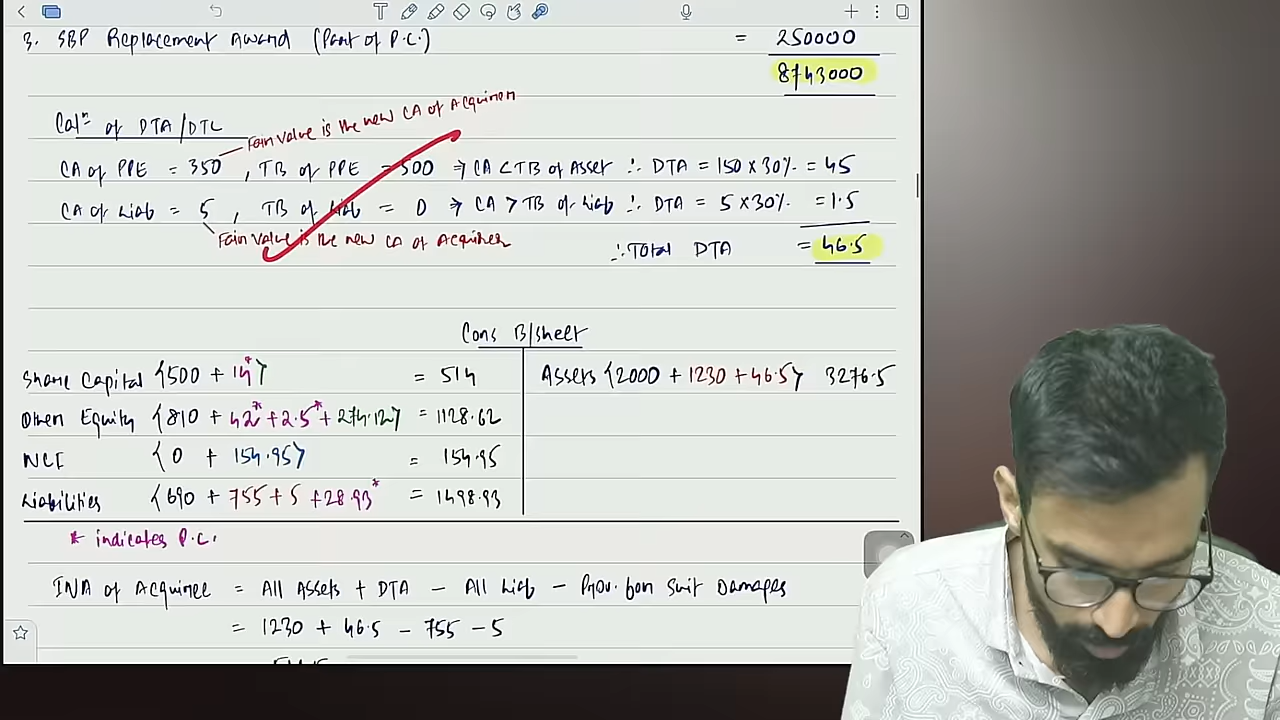 3. SBP Replacement Award (Part of P.C.) = 250000
8743000
Calⁿ of DTA/DTL
Fair Value is the new CA of Acquirer
CA of PPE = 350 , TB of PPE = 500 ⇒ CA < TB of Asset ∴ DTA = 150 x 30% = 45
CA of Liab = 5 , TB of Liab = 0 ⇒ CA > TB of Liab ∴ DTA = 5 x 30% = 1.5
Fair Value is the new CA of Acquirer
∴ Total DTA = 46.5
Cons B/sheet
Share Capital {500 + 14*} = 514 Assets {2000 + 1230 + 46.5} 3276.5
Other Equity {810 + 42* + 2.5* + 274.12} = 1128.62
NCI {0 + 154.95} = 154.95
Liabilities {690 + 755 + 5 + 28.93* = 1498.93
* indicates P.C.
INA of Acquiree = All Assets + DTA - All Liab - Prov. for Suit Damages
= 1230 + 46.5 - 755 - 5